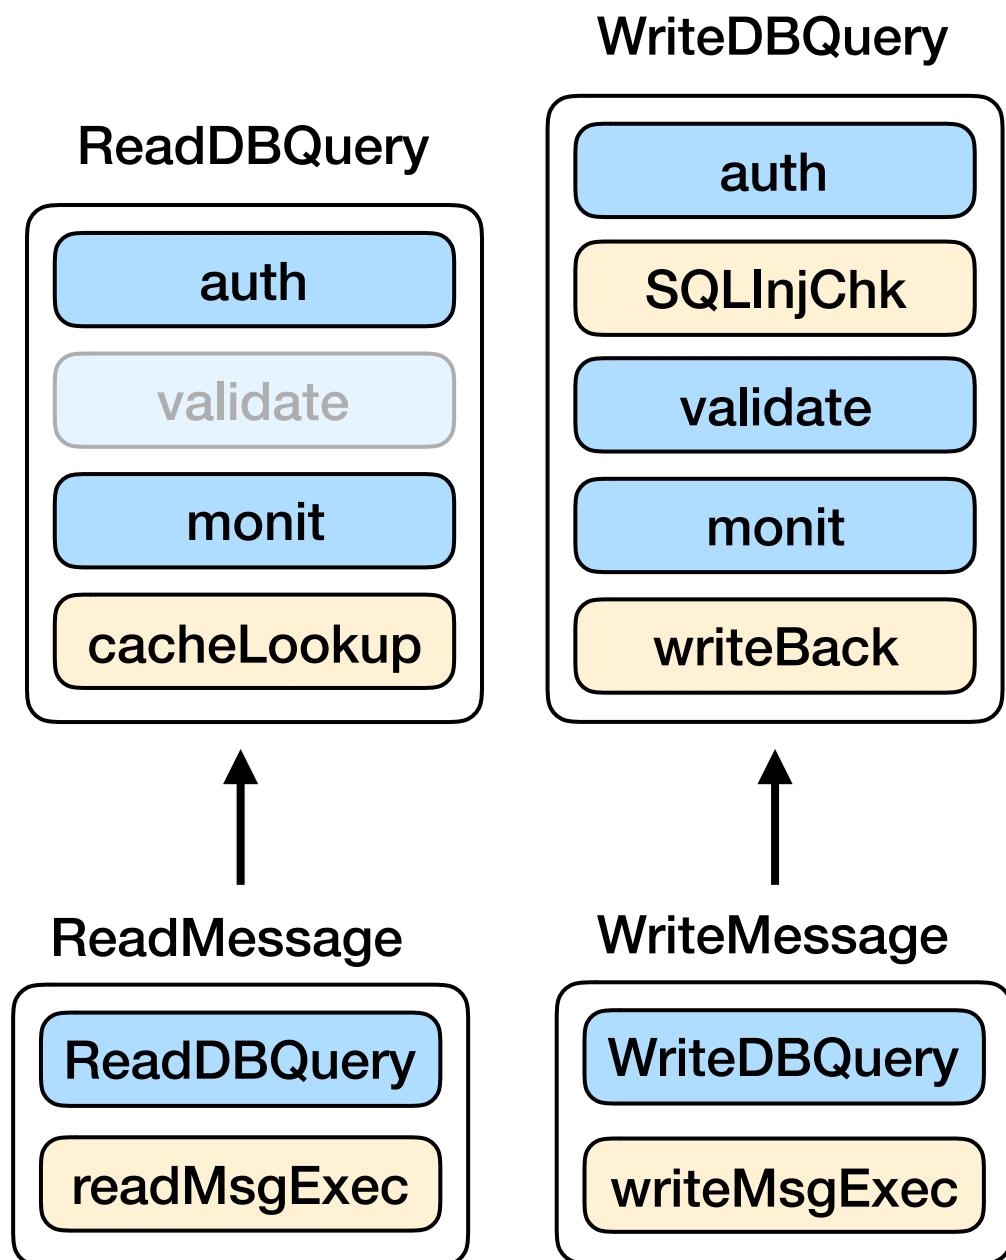 ReadDBQuery
auth
validate
monit
cacheLookup
WriteDBQuery
auth
SQLInjChk
validate
monit
writeBack
ReadMessage
ReadDBQuery
readMsgExec
WriteMessage
WriteDBQuery
writeMsgExec